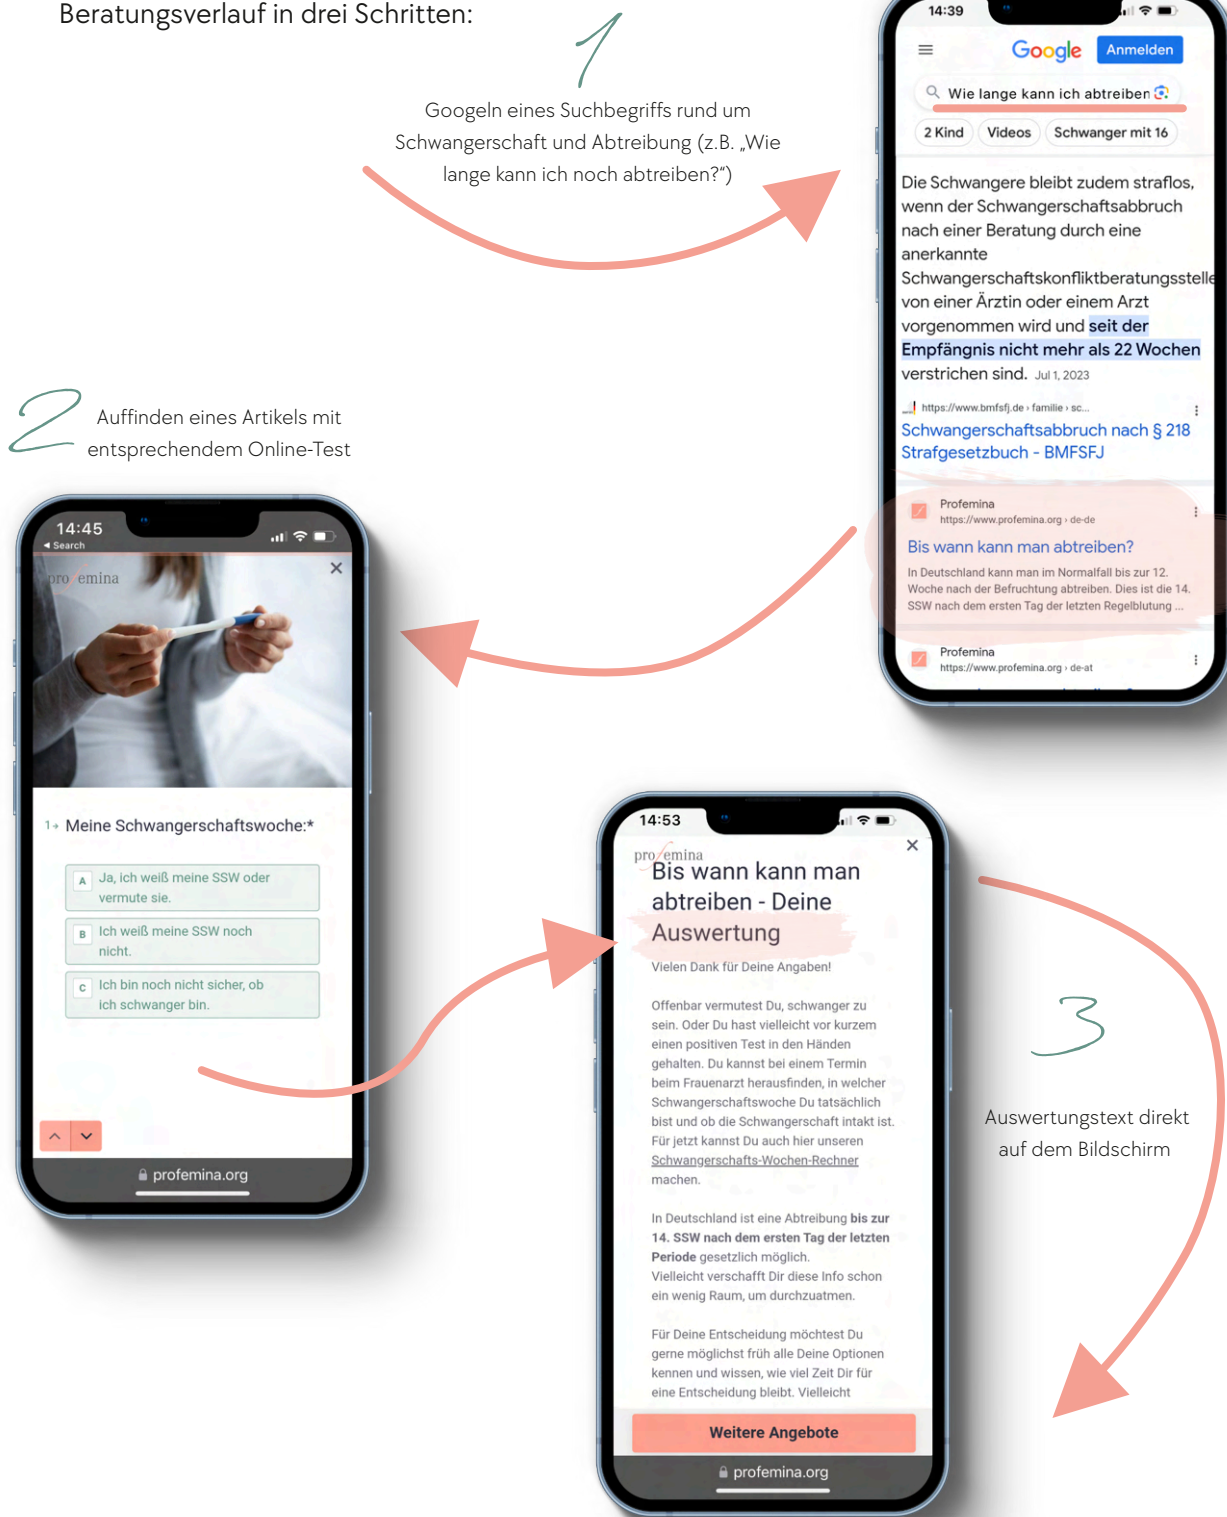 Beratungsverlauf in drei Schritten:
1
Googeln eines Suchbegriffs rund um
Schwangerschaft und Abtreibung (z.B. „Wie
lange kann ich noch abtreiben?“)
14:39
Google
Anmelden
Wie lange kann ich abtreiben
2 Kind
Videos
Schwanger mit 16
Die Schwangere bleibt zudem straflos,
wenn der Schwangerschaftsabbruch
nach einer Beratung durch eine
anerkannte
Schwangerschaftskonfliktberatungsstelle
von einer Ärztin oder einem Arzt
vorgenommen wird und seit der
Empfängnis nicht mehr als 22 Wochen
verstrichen sind. Jul 1, 2023
https://www.bmfsfj.de › familie › sc...
Schwangerschaftsabbruch nach § 218
Strafgesetzbuch - BMFSFJ
Profemina
https://www.profemina.org › de-de
Bis wann kann man abtreiben?
In Deutschland kann man im Normalfall bis zur 12.
Woche nach der Befruchtung abtreiben. Dies ist die 14.
SSW nach dem ersten Tag der letzten Regelblutung ...
Profemina
https://www.profemina.org › de-at
2
Auffinden eines Artikels mit
entsprechendem Online-Test
14:45
Search
profemina
1 Meine Schwangerschaftswoche:*
A Ja, ich weiß meine SSW oder
vermute sie.
B Ich weiß meine SSW noch
nicht.
C Ich bin noch nicht sicher, ob
ich schwanger bin.
profemina.org
14:53
profemina
Bis wann kann man
abtreiben - Deine
Auswertung
Vielen Dank für Deine Angaben!
Offenbar vermutest Du, schwanger zu
sein. Oder Du hast vielleicht vor kurzem
einen positiven Test in den Händen
gehalten. Du kannst bei einem Termin
beim Frauenarzt herausfinden, in welcher
Schwangerschaftswoche Du tatsächlich
bist und ob die Schwangerschaft intakt ist.
Für jetzt kannst Du auch hier unseren
Schwangerschafts-Wochen-Rechner
machen.
In Deutschland ist eine Abtreibung bis zur
14. SSW nach dem ersten Tag der letzten
Periode gesetzlich möglich.
Vielleicht verschafft Dir diese Info schon
ein wenig Raum, um durchzuatmen.
Für Deine Entscheidung möchtest Du
gerne möglichst früh alle Deine Optionen
kennen und wissen, wie viel Zeit Dir für
eine Entscheidung bleibt. Vielleicht
Weitere Angebote
profemina.org
3
Auswertungstext direkt
auf dem Bildschirm